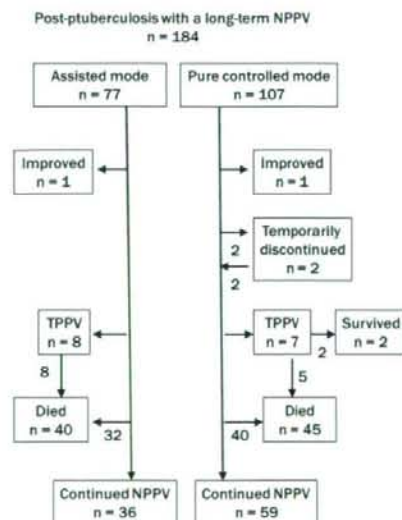 Post-ptuberculosis with a long-term NPPV
n = 184
Assisted mode
n = 77
Pure controlled mode
n = 107
Improved
n = 1
Improved
n = 1
2
Temporarily
discontinued
n = 2
2
TPPV
n = 8
TPPV
n = 7
2
Survived
n = 2
8
5
Died
n = 40
32
40
Died
n = 45
Continued NPPV
n = 36
Continued NPPV
n = 59